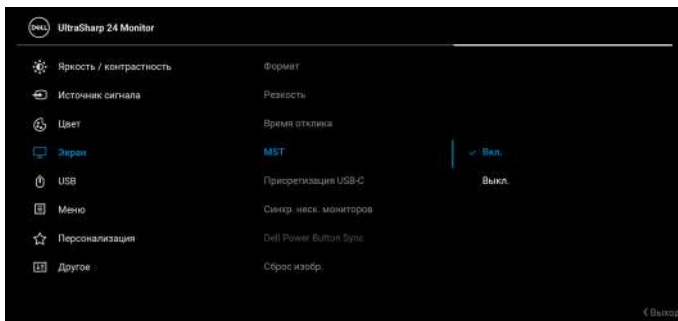 DELL UltraSharp 24 Monitor
Яркость / контрастность Формат
Источник сигнала Резкость
Цвет Время отклика
Экран MST Вкл.
USB Приоретизация USB-C Выкл.
Меню Синхр. неск. мониторов
Персонализация Dell Power Button Sync
Другое Сброс изобр.
Выход